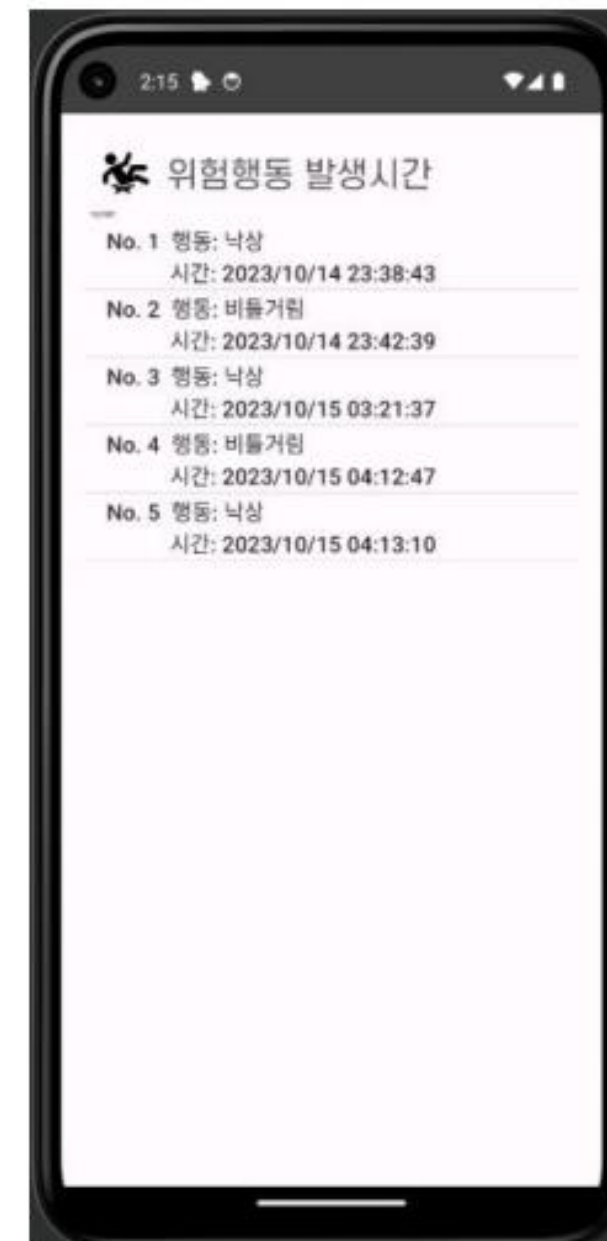 2:15
위험행동 발생시간
No. 1 행동: 낙상
시간: 2023/10/14 23:38:43
No. 2 행동: 비틀거림
시간: 2023/10/14 23:42:39
No. 3 행동: 낙상
시간: 2023/10/15 03:21:37
No. 4 행동: 비틀거림
시간: 2023/10/15 04:12:47
No. 5 행동: 낙상
시간: 2023/10/15 04:13:10